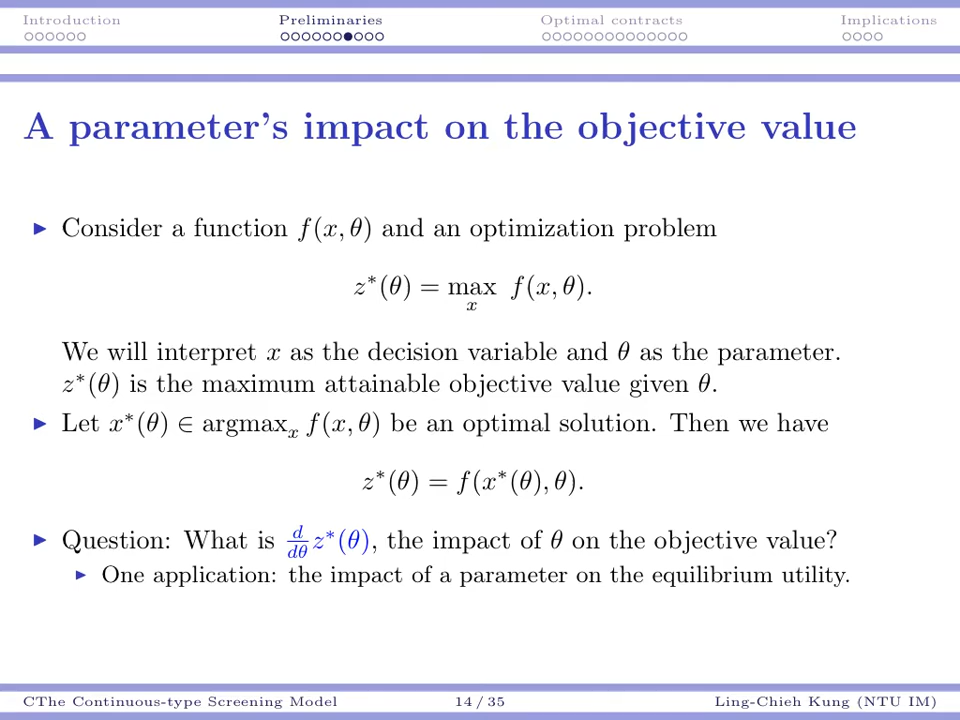 Introduction Preliminaries Optimal contracts Implications
A parameter's impact on the objective value
▶ Consider a function f(x, θ) and an optimization problem
z*(θ) = max f(x, θ).
x
We will interpret x as the decision variable and θ as the parameter.
z*(θ) is the maximum attainable objective value given θ.
▶ Let x*(θ) ∈ argmaxₓ f(x, θ) be an optimal solution. Then we have
z*(θ) = f(x*(θ), θ).
▶ Question: What is d/dθ z*(θ), the impact of θ on the objective value?
▶ One application: the impact of a parameter on the equilibrium utility.
CThe Continuous-type Screening Model 14 / 35 Ling-Chieh Kung (NTU IM)